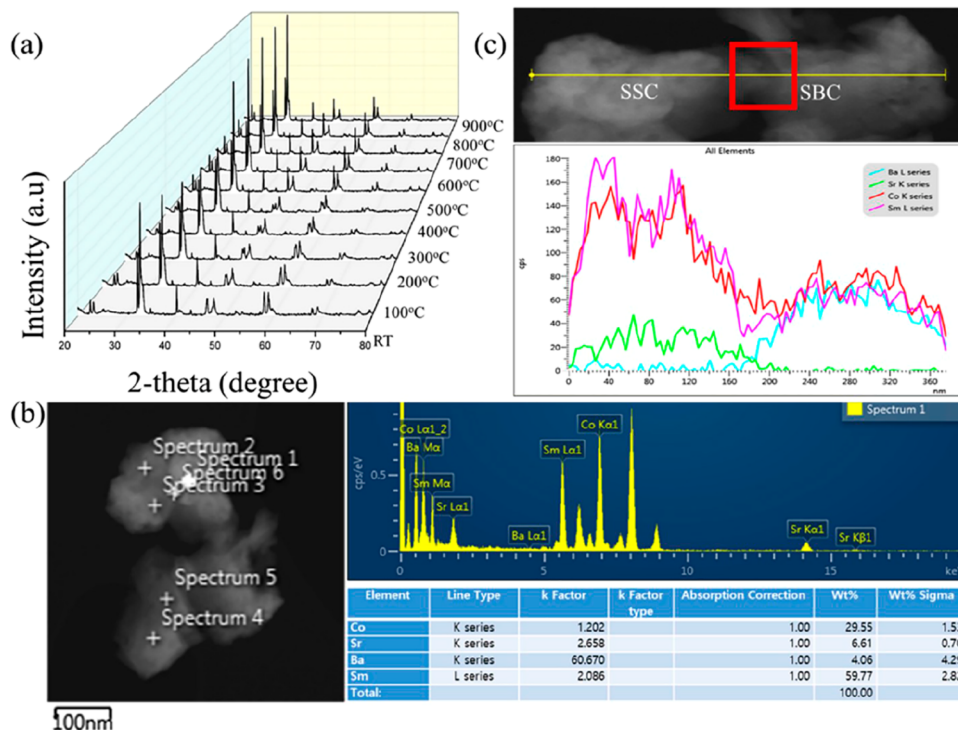 (a)
Intensity (a.u)
900°C
800°C
700°C
600°C
500°C
400°C
300°C
200°C
100°C
RT
20 30 40 50 60 70 80
2-theta (degree)
(c)
SSC
SBC
All Elements
cps
180
160
140
120
100
80
60
40
20
0
Ba L series
Sr K series
Co K series
Sm L series
0 40 80 120 160 200 240 280 320 360
nm
(b)
Spectrum 2
Spectrum 1
Spectrum 6
Spectrum 3
Spectrum 5
Spectrum 4
100nm
Spectrum 1
cps/eV
0.5
0
Co Lα1_2
Ba Mα
Sm Mα
Sr Lα1
Ba Lα1
Sm Lα1
Co Kα1
Sr Kα1
Sr Kβ1
0 5 10 15
Element Line Type k Factor k Factor type Absorption Correction Wt% Wt% Sigma
Co K series 1.202 1.00 29.55
Sr K series 2.658 1.00 6.61
Ba K series 60.670 1.00 4.06
Sm L series 2.086 1.00 59.77
Total: 100.00